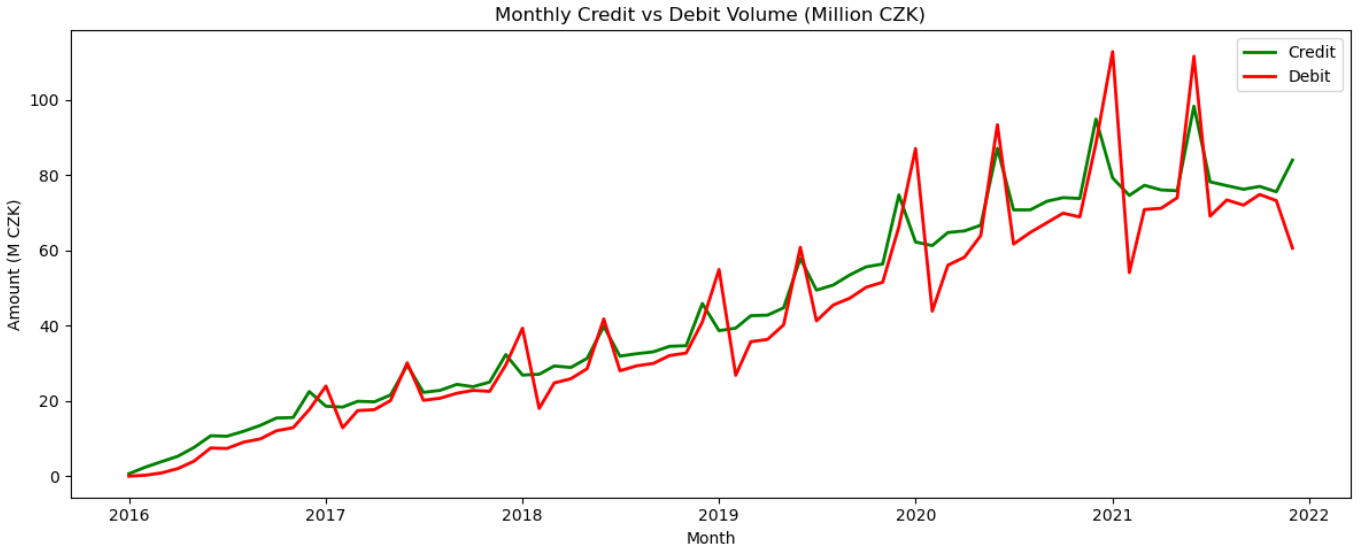 Monthly Credit vs Debit Volume (Million CZK)
Credit
Debit
Amount (M CZK)
100
80
60
40
20
0
2016 2017 2018 2019 2020 2021 2022
Month